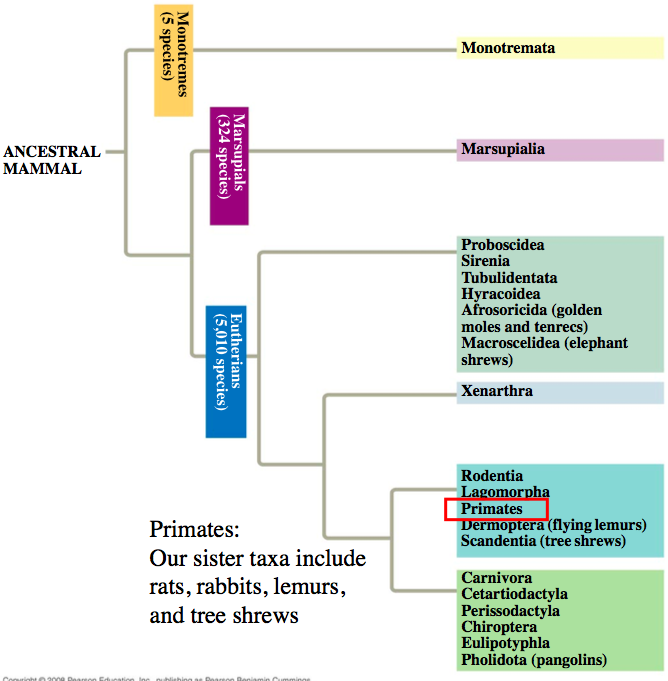 Monotremes
(5 species)
Monotremata
ANCESTRAL
MAMMAL
Marsupials
(324 species)
Marsupialia
Eutherians
(5,010 species)
Proboscidea
Sirenia
Tubulidentata
Hyracoidea
Afrosoricida (golden
moles and tenrecs)
Macroscelidea (elephant
shrews)
Xenarthra
Rodentia
Lagomorpha
Primates
Dermoptera (flying lemurs)
Scandentia (tree shrews)
Primates:
Our sister taxa include
rats, rabbits, lemurs,
and tree shrews
Carnivora
Cetartiodactyla
Perissodactyla
Chiroptera
Eulipotyphla
Pholidota (pangolins)
Copyright © 2008 Pearson Education, Inc., publishing as Pearson Benjamin Cummings